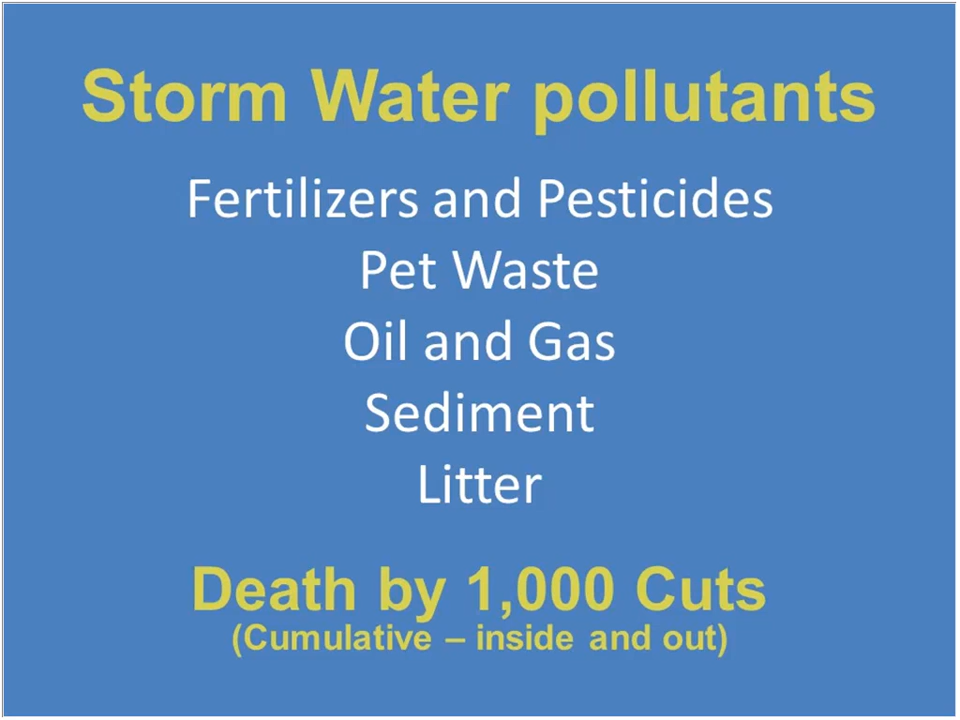 Storm Water pollutants
Fertilizers and Pesticides
Pet Waste
Oil and Gas
Sediment
Litter
Death by 1,000 Cuts
(Cumulative – inside and out)